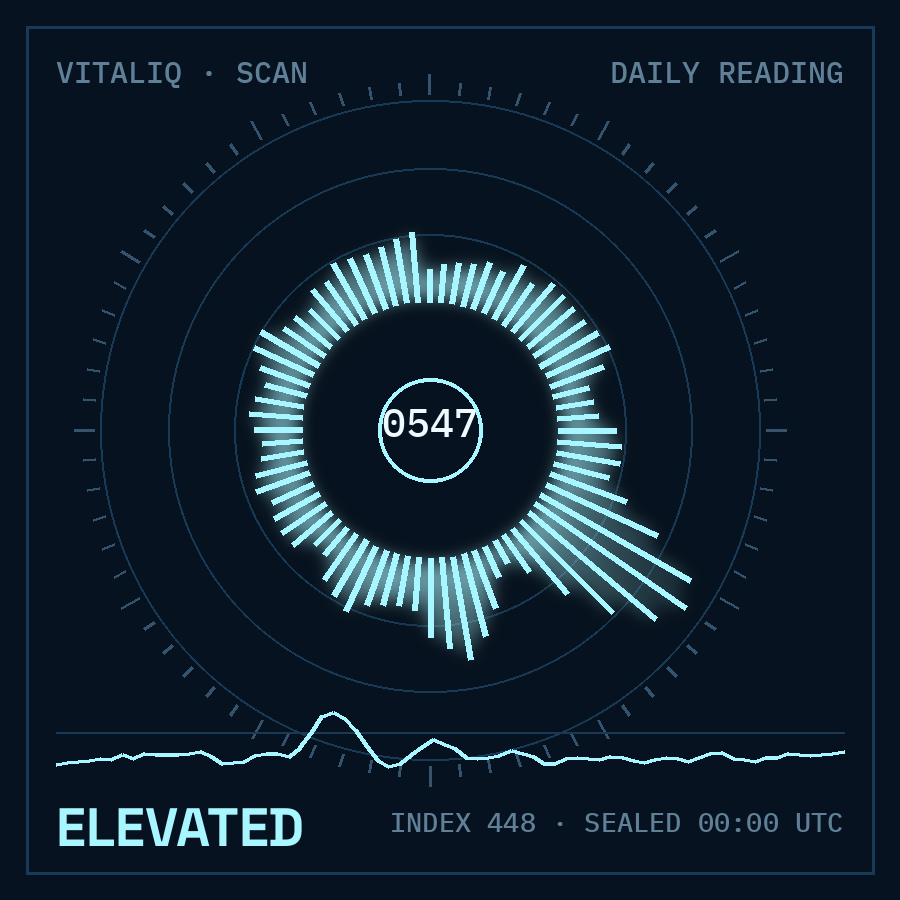 VITALIQ · SCAN
DAILY READING
0547
ELEVATED
INDEX 448 · SEALED 00:00 UTC